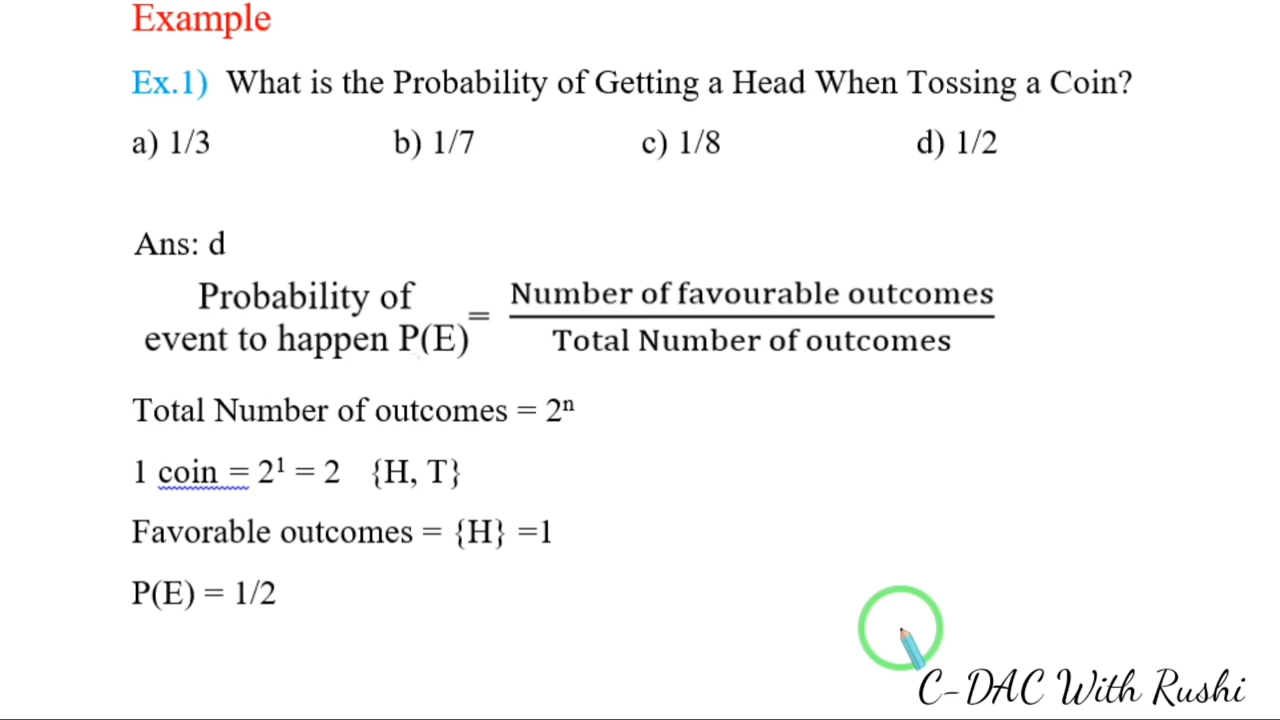 Example
Ex.1) What is the Probability of Getting a Head When Tossing a Coin?
a) 1/3 b) 1/7 c) 1/8 d) 1/2
Ans: d
Probability of event to happen P(E) = Number of favourable outcomes / Total Number of outcomes
Total Number of outcomes = 2ⁿ
1 coin = 2¹ = 2 {H, T}
Favorable outcomes = {H} =1
P(E) = 1/2
C-DAC With Rushi